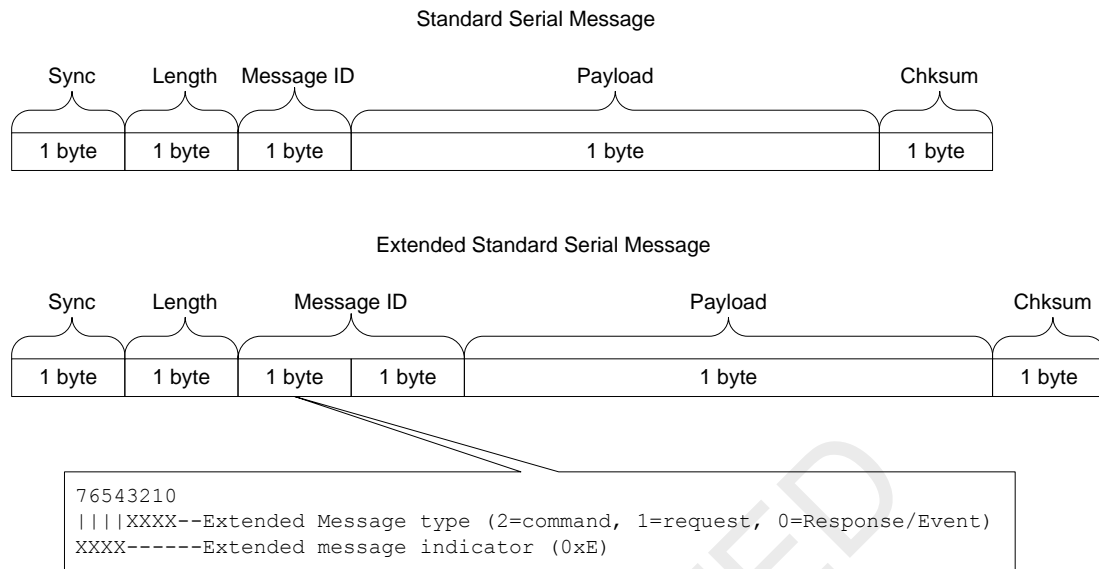 Standard Serial Message
Sync Length Message ID Payload Chksum
1 byte 1 byte 1 byte 1 byte 1 byte
Extended Standard Serial Message
Sync Length Message ID Payload Chksum
1 byte 1 byte 1 byte 1 byte 1 byte 1 byte
76543210
||||XXXX--Extended Message type (2=command, 1=request, 0=Response/Event)
XXXX------Extended message indicator (0xE)